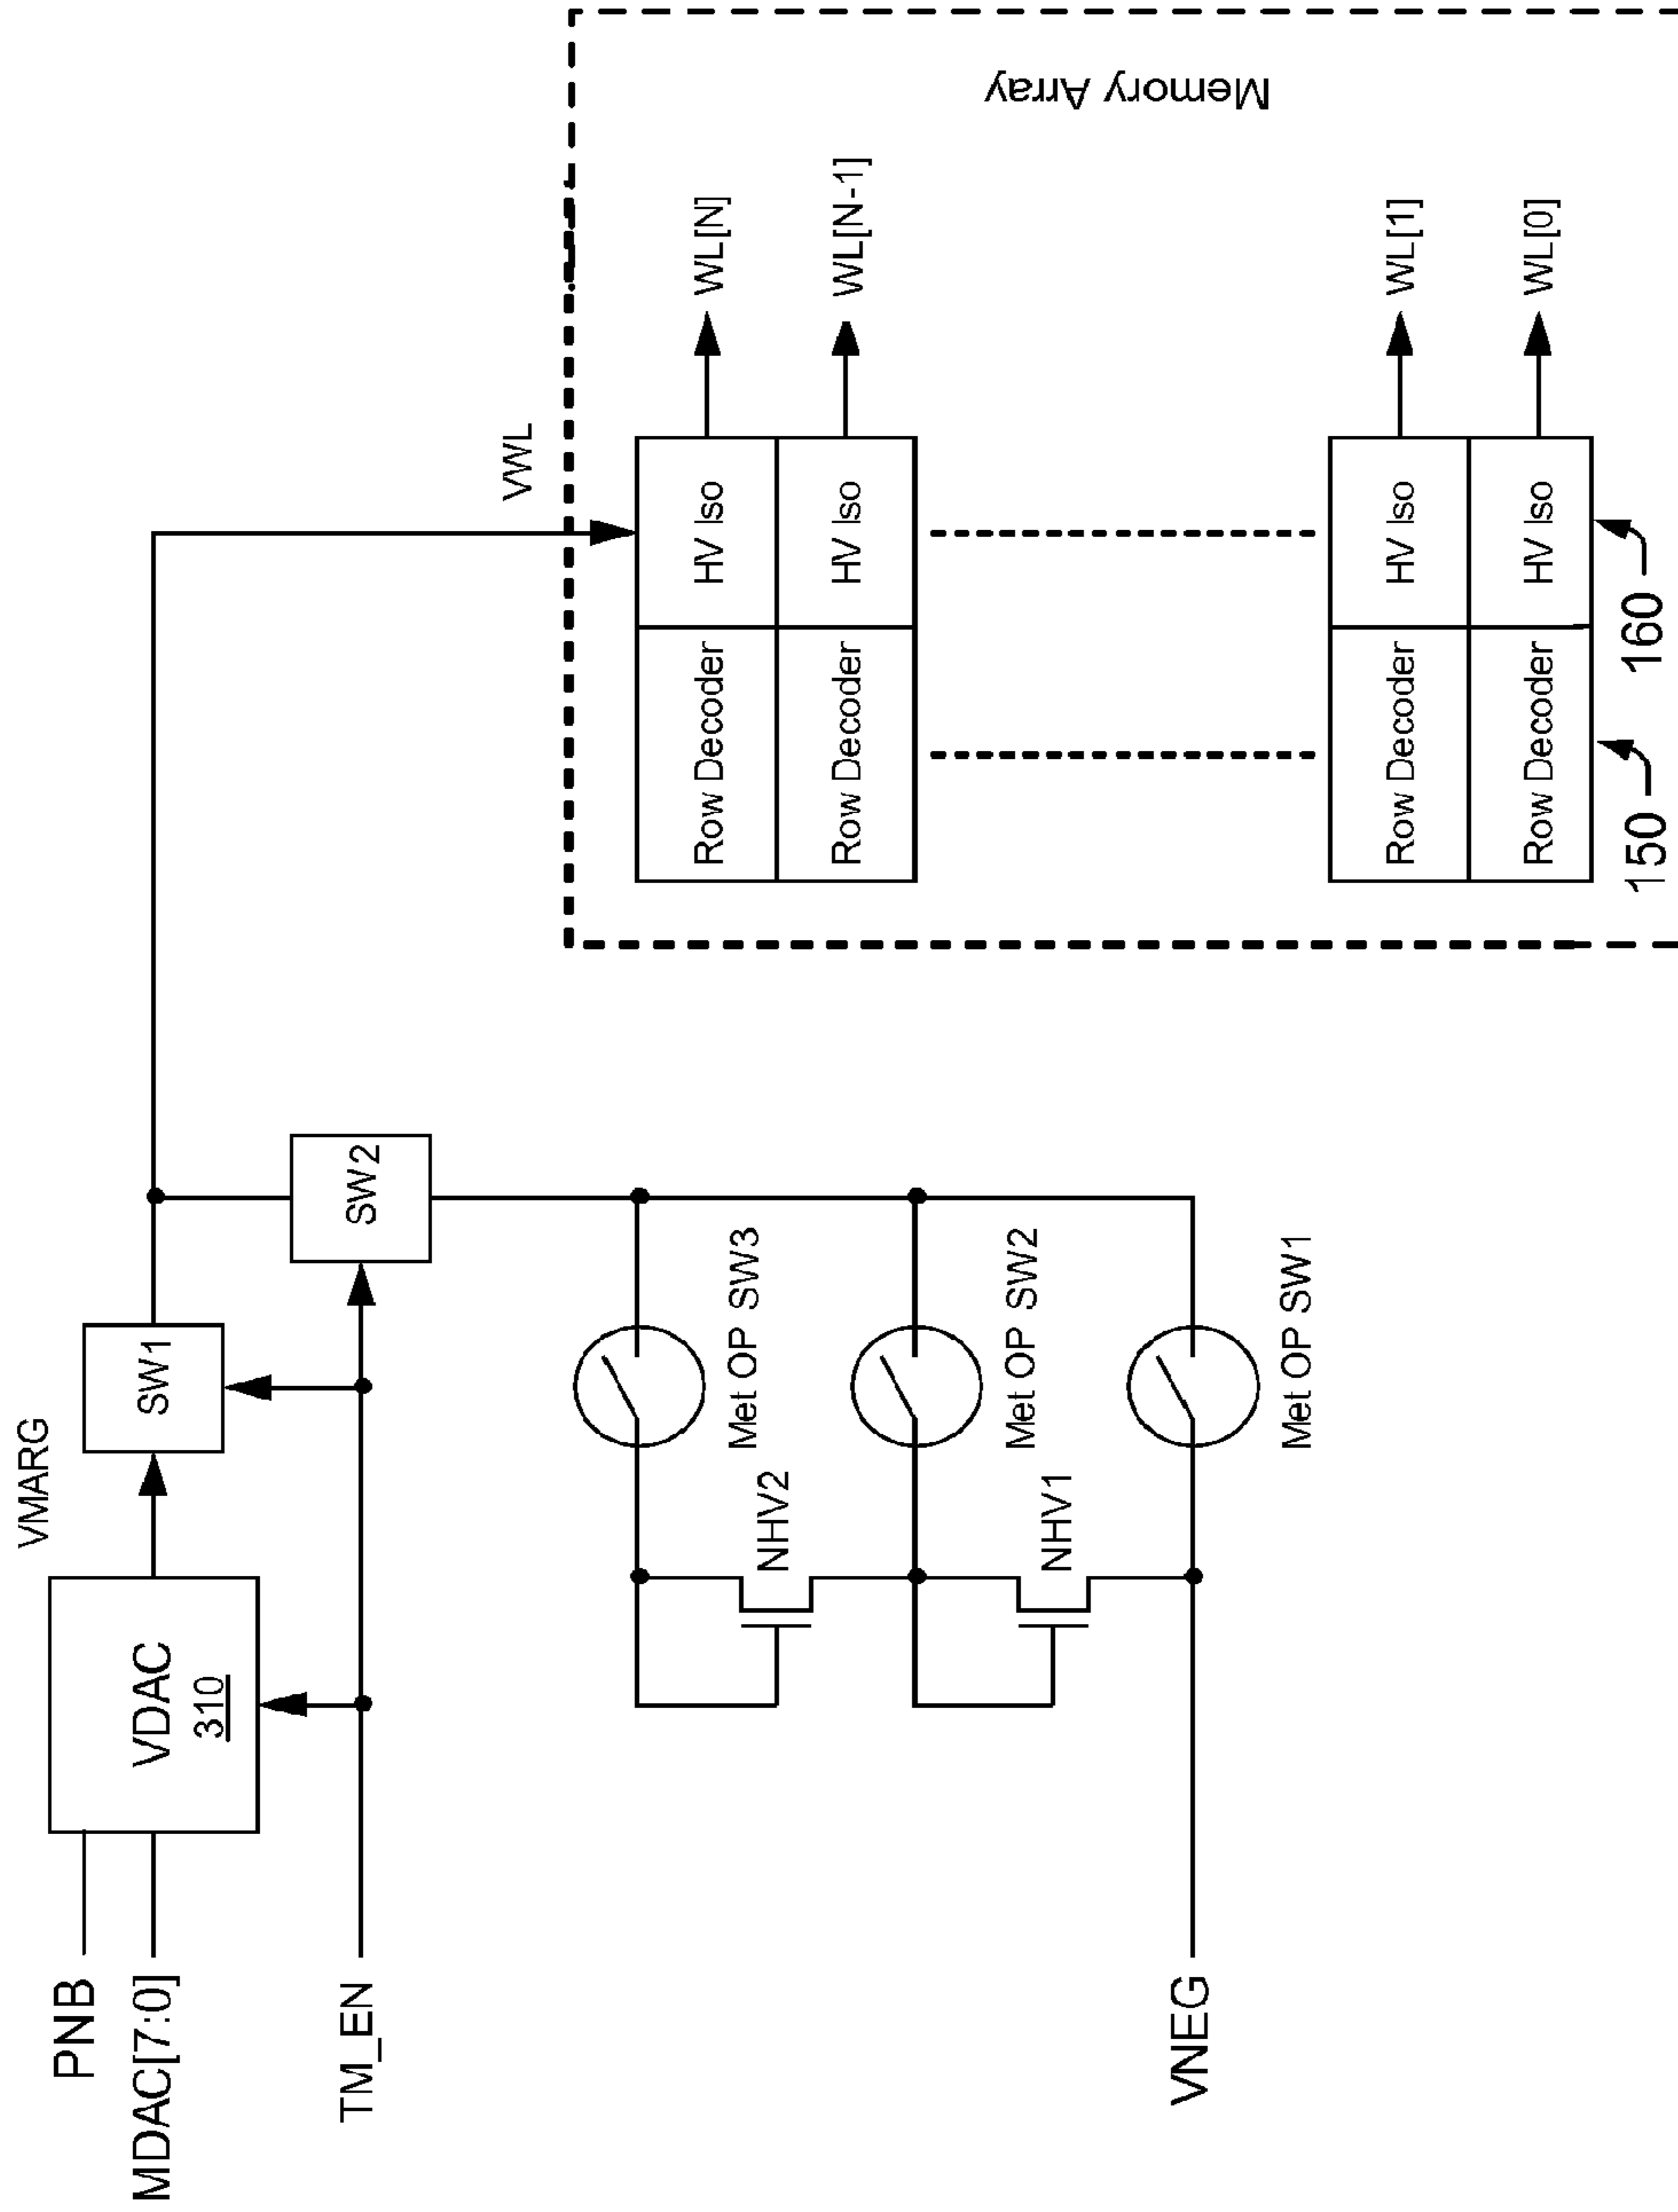 PNB
MDAC[7:0]
TM_EN
VNEG
VDAC
310
VMARG
SW1
SW2
NHV2
NHV1
Met OP SW3
Met OP SW2
Met OP SW1
VWL
Row Decoder
HV Iso
WL[N]
Row Decoder
HV Iso
WL[N-1]
Row Decoder
HV Iso
WL[1]
Row Decoder
HV Iso
WL[0]
150
160
Memory Array